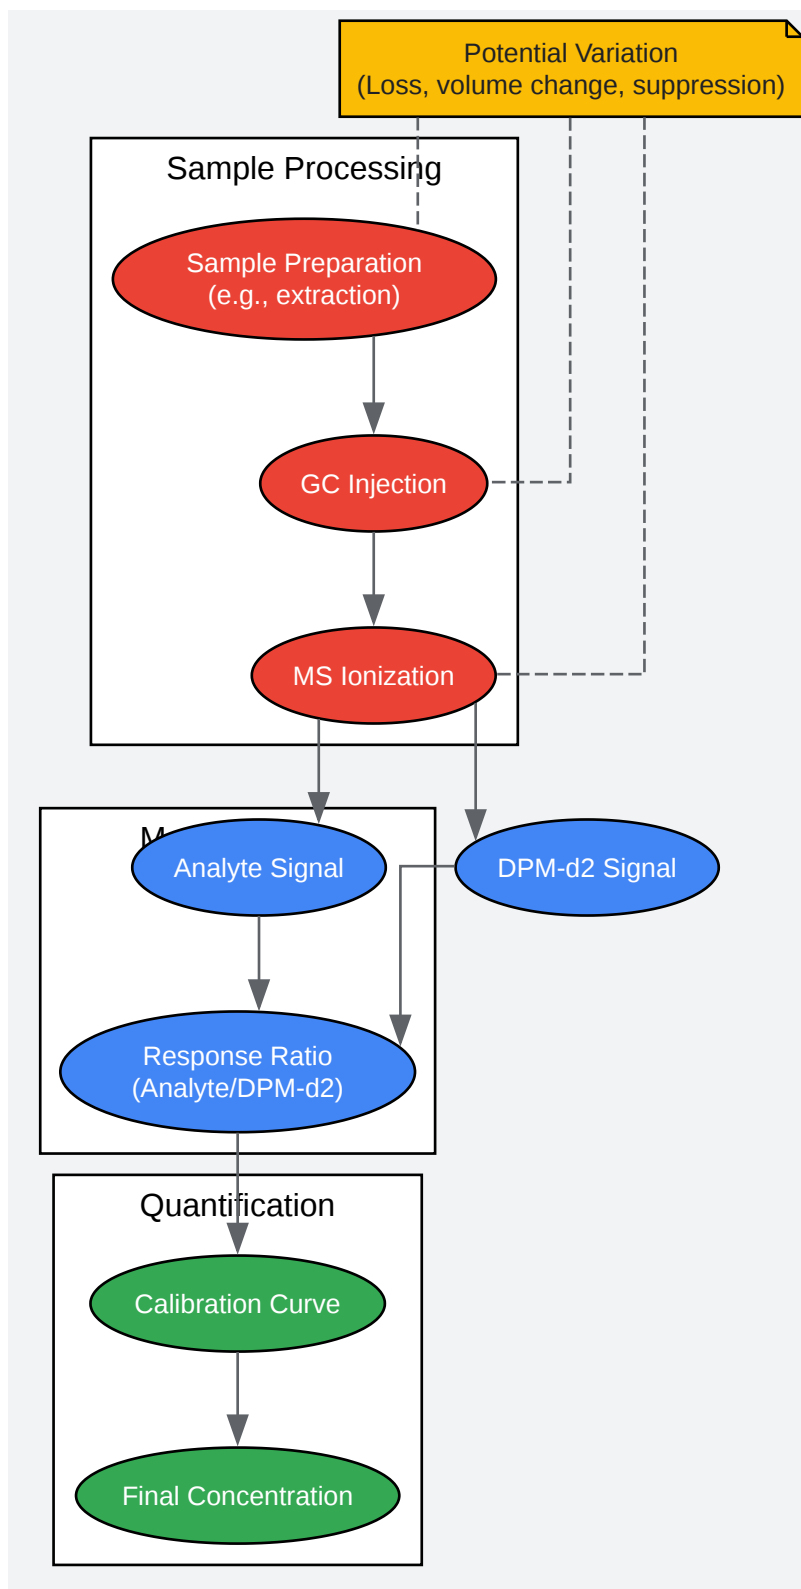 Potential Variation
(Loss, volume change, suppression)
Sample Processing
Sample Preparation
(e.g., extraction)
GC Injection
MS Ionization
Analyte Signal
DPM-d2 Signal
Response Ratio
(Analyte/DPM-d2)
Quantification
Calibration Curve
Final Concentration